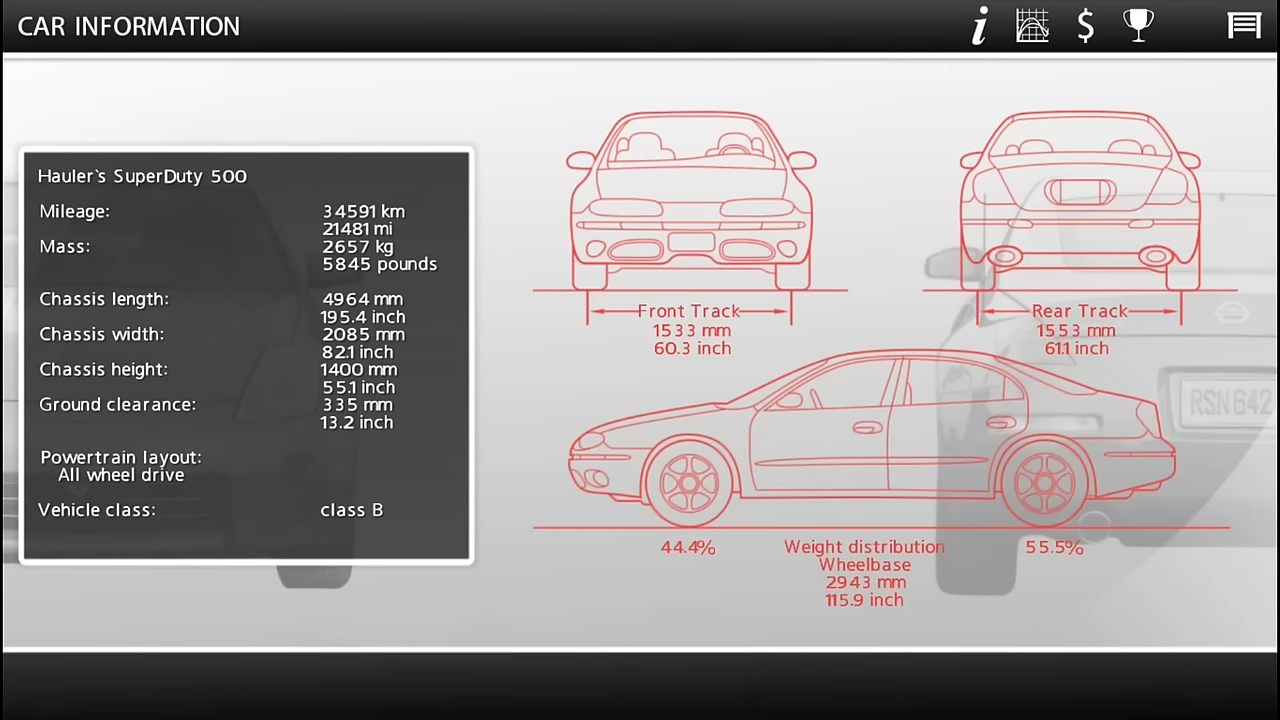 CAR INFORMATION
Hauler`s SuperDuty 500
Mileage: 34591 km
21481 mi
Mass: 2657 kg
5845 pounds
Chassis length: 4964 mm
195.4 inch
Chassis width: 2085 mm
82.1 inch
Chassis height: 1400 mm
55.1 inch
Ground clearance: 335 mm
13.2 inch
Powertrain layout:
All wheel drive
Vehicle class: class B
Front Track
1533 mm
60.3 inch
Rear Track
1553 mm
61.1 inch
RSN 642
44.4% Weight distribution 55.5%
Wheelbase
2943 mm
115.9 inch